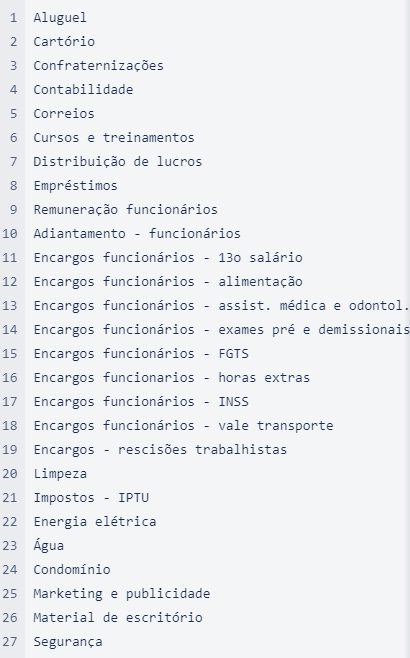 1 Aluguel
2 Cartório
3 Confraternizações
4 Contabilidade
5 Correios
6 Cursos e treinamentos
7 Distribuição de lucros
8 Empréstimos
9 Remuneração funcionários
10 Adiantamento - funcionários
11 Encargos funcionários - 13o salário
12 Encargos funcionários - alimentação
13 Encargos funcionários - assist. médica e odontol.
14 Encargos funcionários - exames pré e demissionais
15 Encargos funcionários - FGTS
16 Encargos funcionarios - horas extras
17 Encargos funcionários - INSS
18 Encargos funcionários - vale transporte
19 Encargos - rescisões trabalhistas
20 Limpeza
21 Impostos - IPTU
22 Energia elétrica
23 Água
24 Condomínio
25 Marketing e publicidade
26 Material de escritório
27 Segurança